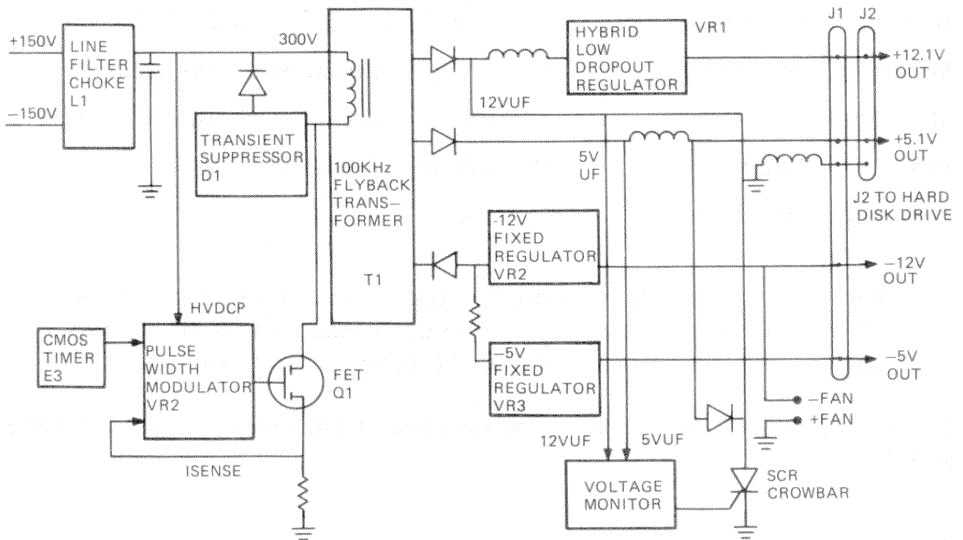 +150V
-150V
LINE
FILTER
CHOKE
L1
300V
TRANSIENT
SUPPRESSOR
D1
100KHz
FLYBACK
TRANS-
FORMER
T1
HYBRID
LOW
DROPOUT
REGULATOR
VR1
12VUF
5V
UF
J1
J2
+12.1V
OUT
+5.1V
OUT
J2 TO HARD
DISK DRIVE
-12V
FIXED
REGULATOR
VR2
-12V
OUT
-5V
FIXED
REGULATOR
VR3
-5V
OUT
-FAN
+FAN
HVDCP
CMOS
TIMER
E3
PULSE
WIDTH
MODULATOR
VR2
FET
Q1
ISENSE
12VUF
5VUF
VOLTAGE
MONITOR
SCR
CROWBAR